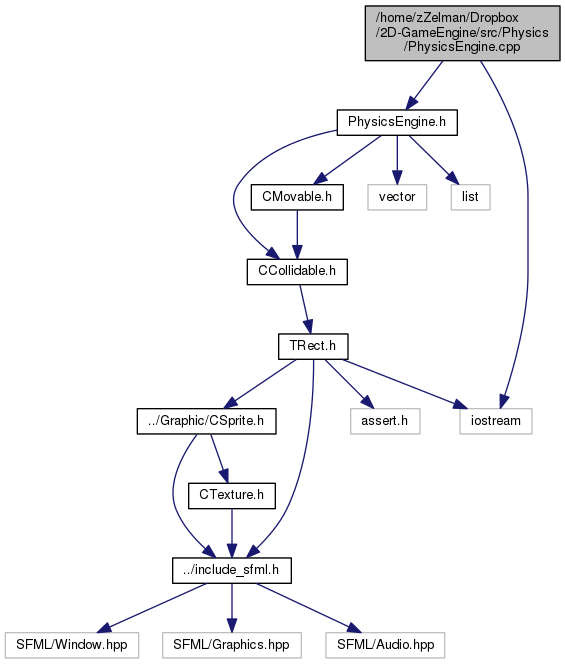 /home/zZelman/Dropbox
/2D-GameEngine/src/Physics
/PhysicsEngine.cpp
PhysicsEngine.h
CMovable.h
vector
list
CCollidable.h
TRect.h
../Graphic/CSprite.h
assert.h
iostream
CTexture.h
../include_sfml.h
SFML/Window.hpp
SFML/Graphics.hpp
SFML/Audio.hpp